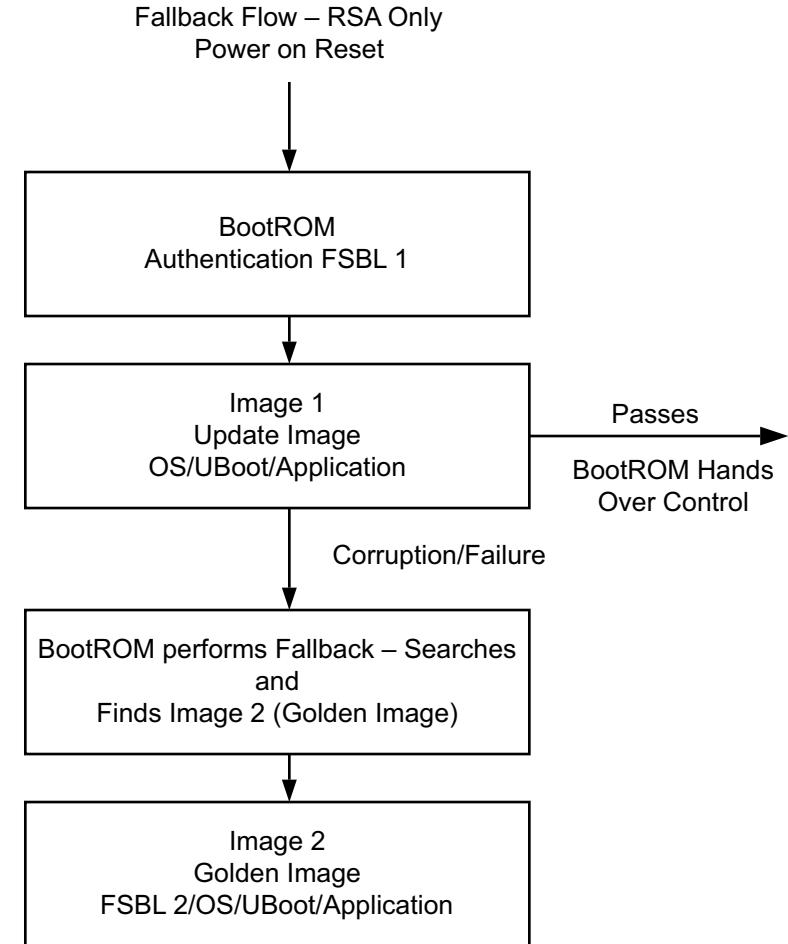 Fallback Flow – RSA Only
Power on Reset
BootROM
Authentication FSBL 1
Image 1
Update Image
OS/UBoot/Application
Passes
BootROM Hands
Over Control
Corruption/Failure
BootROM performs Fallback – Searches
and
Finds Image 2 (Golden Image)
Image 2
Golden Image
FSBL 2/OS/UBoot/Application